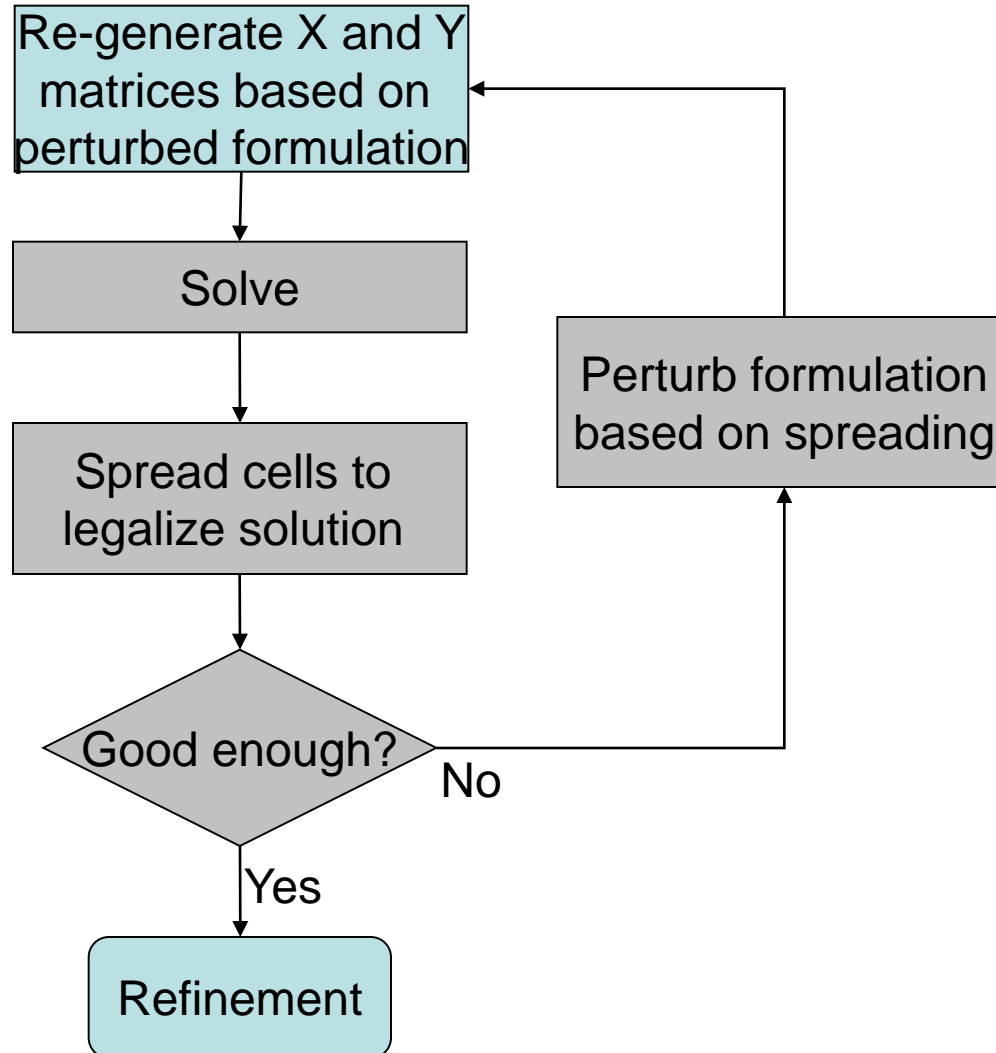 Re-generate X and Y
matrices based on
perturbed formulation
Solve
Spread cells to
legalize solution
Perturb formulation
based on spreading
Good enough?
No
Yes
Refinement